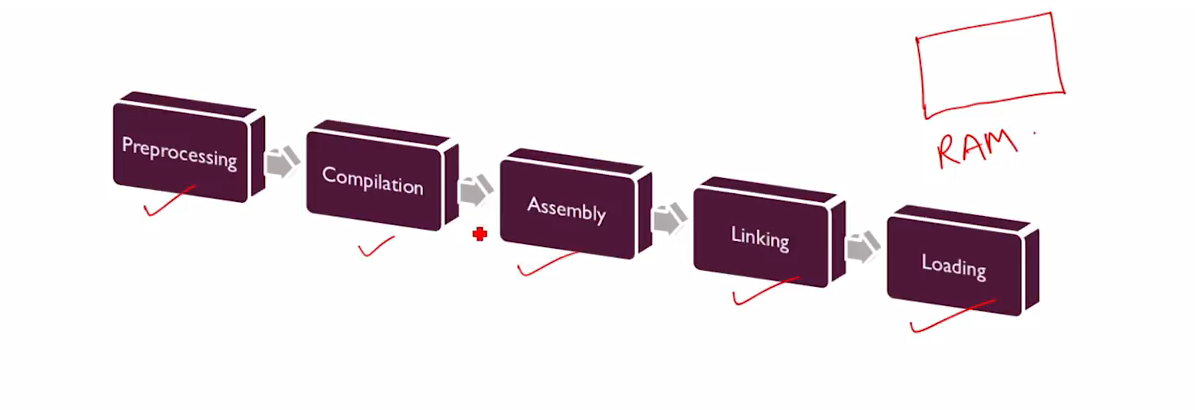 Preprocessing
Compilation
Assembly
Linking
Loading
RAM